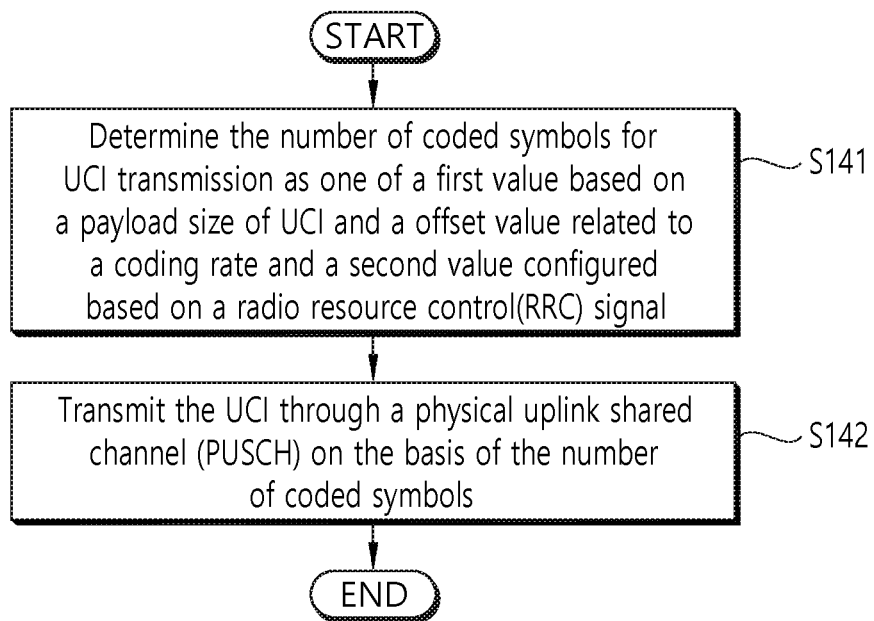 START
Determine the number of coded symbols for
UCI transmission as one of a first value based on
a payload size of UCI and a offset value related to
a coding rate and a second value configured
based on a radio resource control(RRC) signal
S141
Transmit the UCI through a physical uplink shared
channel (PUSCH) on the basis of the number
of coded symbols
S142
END